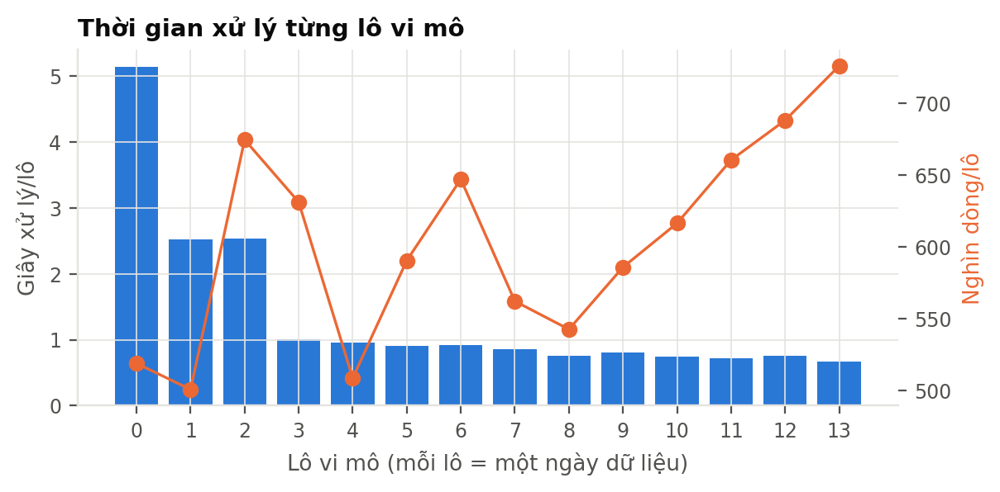 Thời gian xử lý từng lô vi mô
Giây xử lý/lô
5
4
3
2
1
0
700
650
600
550
500
Nghìn dòng/lô
0 1 2 3 4 5 6 7 8 9 10 11 12 13
Lô vi mô (mỗi lô = một ngày dữ liệu)